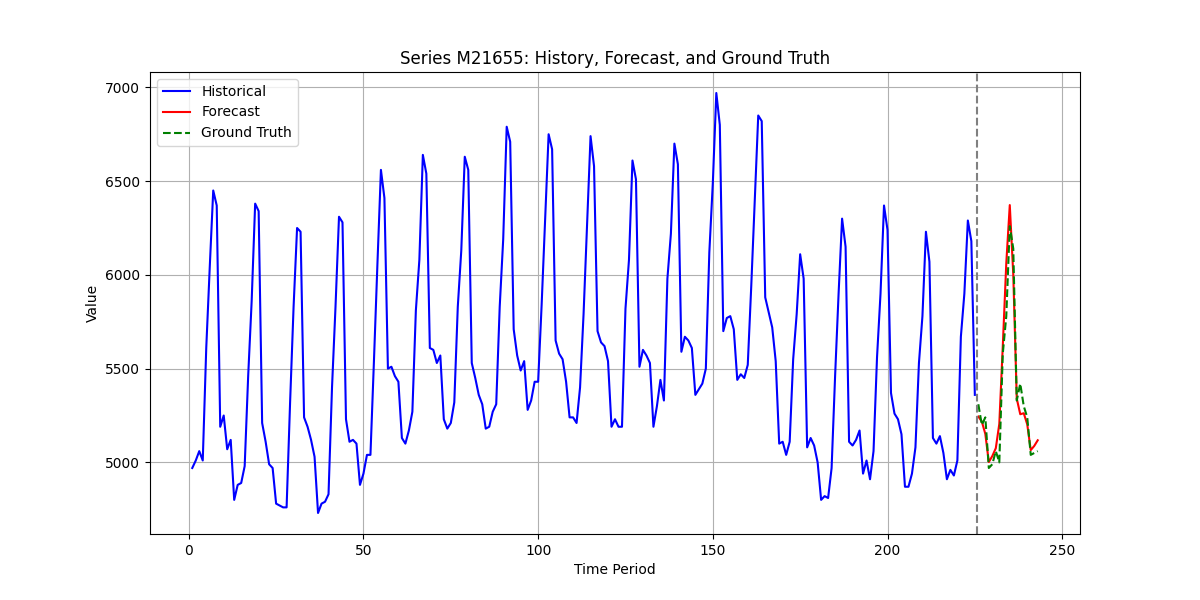 Series M21655: History, Forecast, and Ground Truth
Historical
Forecast
Ground Truth
Value
7000
6500
6000
5500
5000
0 50 100 150 200 250
Time Period